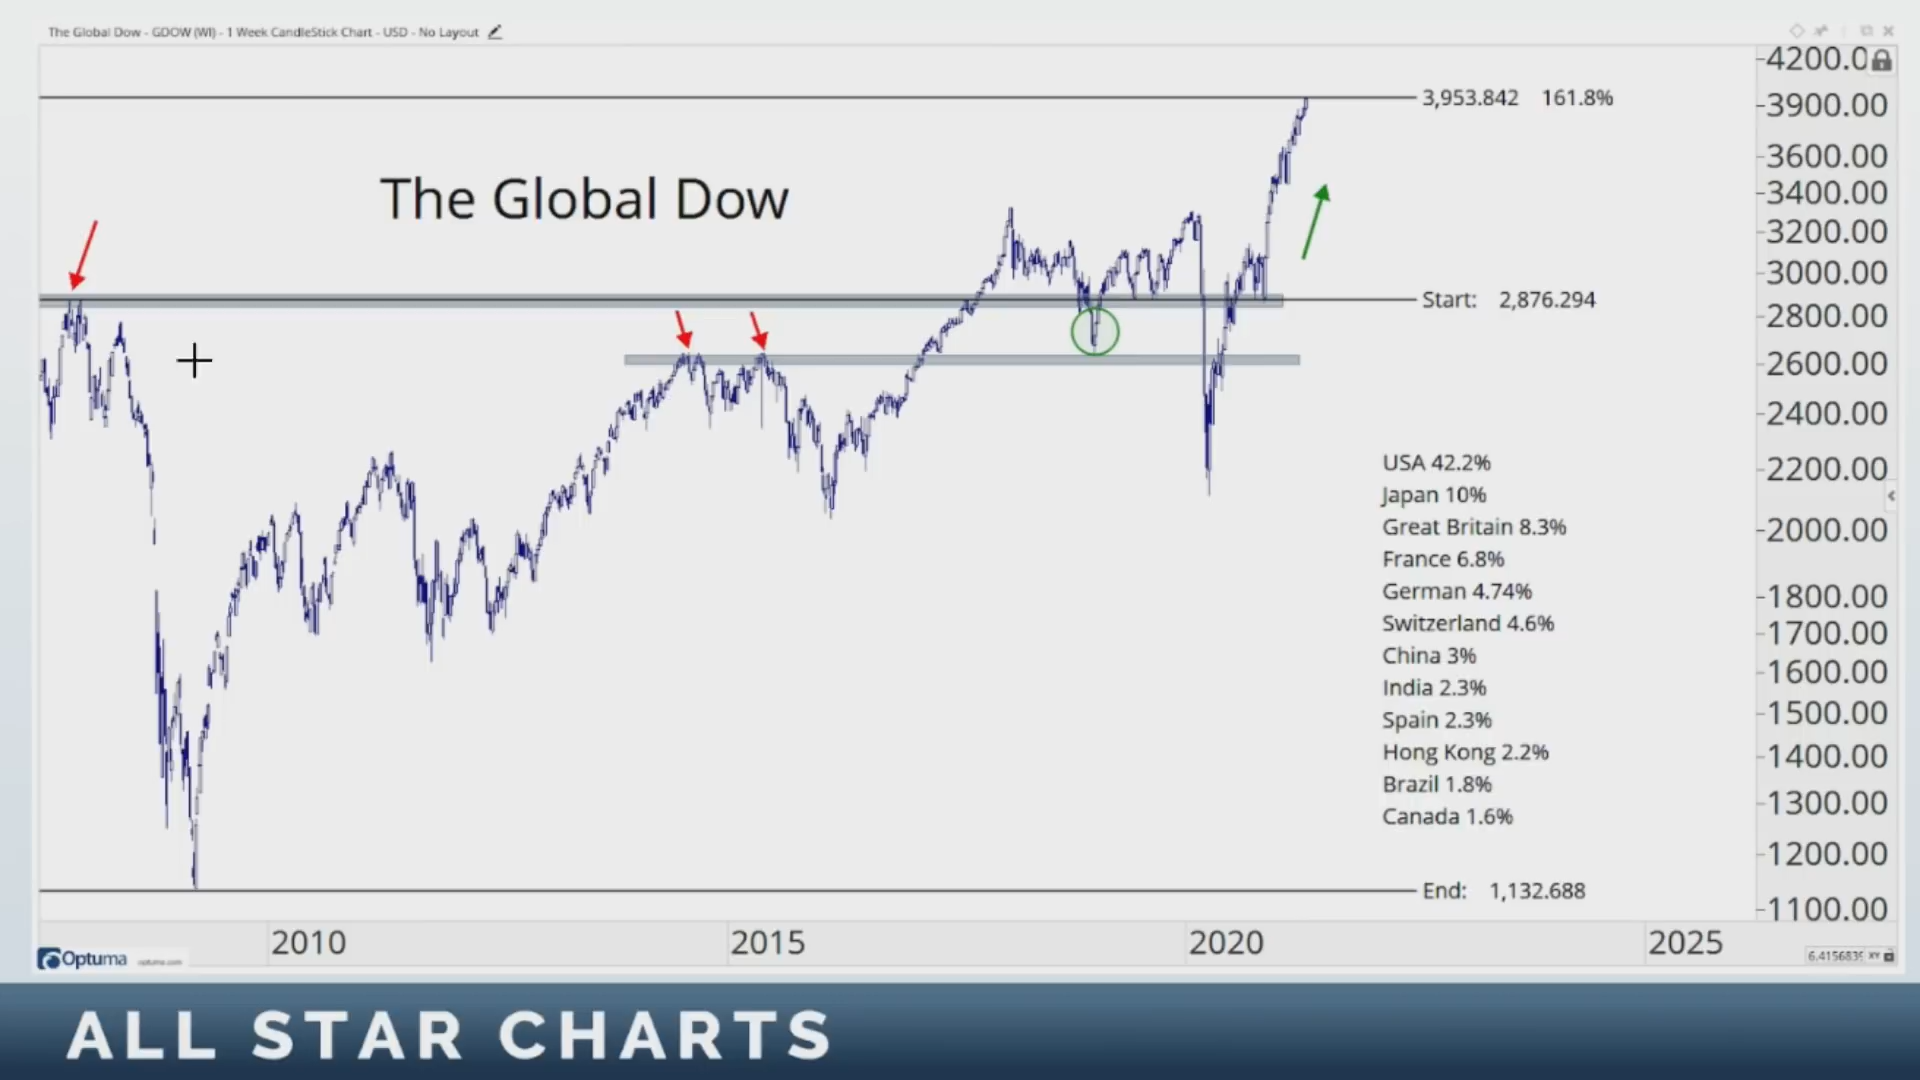 The Global Dow - GDOW (WI) - 1 Week CandleStick Chart - USD - No Layout
4200.0
3,953.842 161.8%
3900.00
The Global Dow
3600.00
3400.00
3200.00
3000.00
Start: 2,876.294
2800.00
2600.00
2400.00
USA 42.2%
2200.00
Japan 10%
Great Britain 8.3%
2000.00
France 6.8%
German 4.74%
1800.00
Switzerland 4.6%
1700.00
China 3%
1600.00
India 2.3%
1500.00
Spain 2.3%
Hong Kong 2.2%
1400.00
Brazil 1.8%
1300.00
Canada 1.6%
1200.00
End: 1,132.688
1100.00
2010 2015 2020 2025
Optuma optuma.com
XY
ALL STAR CHARTS